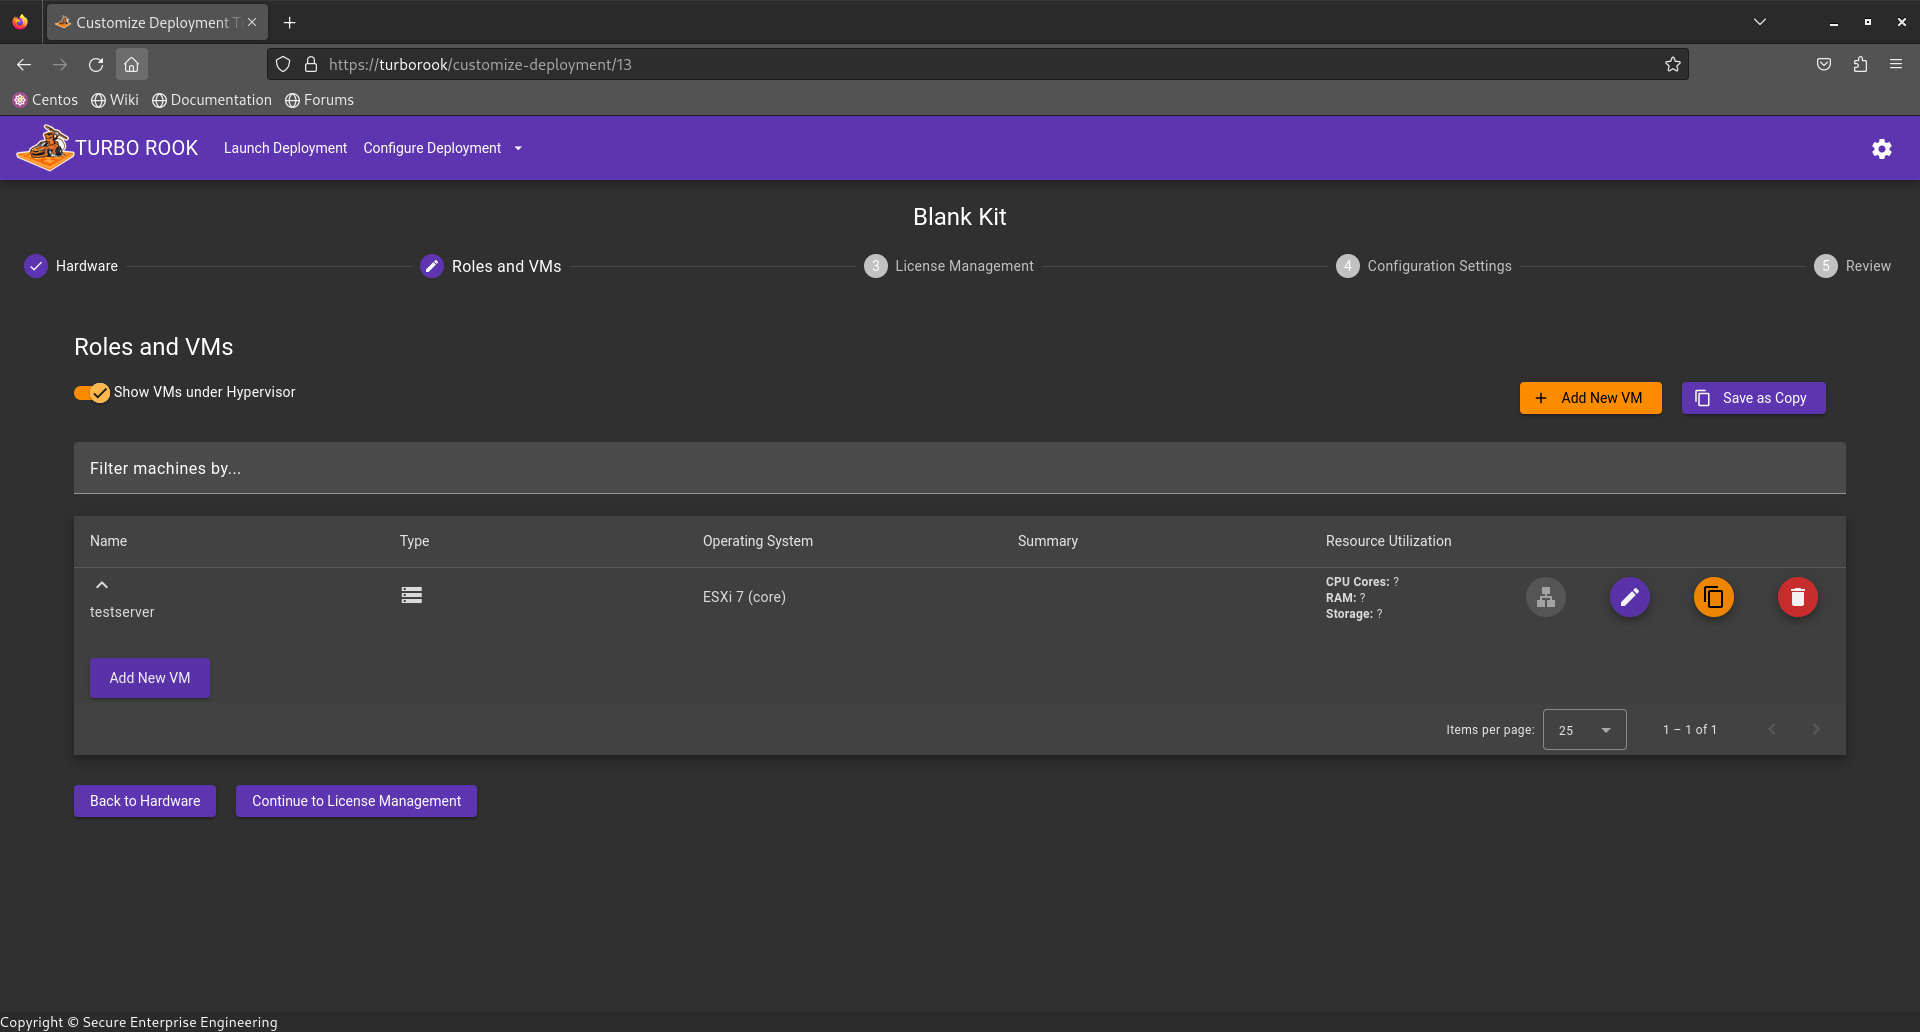 Customize Deployment T
https://turborook/customize-deployment/13
Centos Wiki Documentation Forums
TURBO ROOK Launch Deployment Configure Deployment
Blank Kit
Hardware Roles and VMs 3 License Management 4 Configuration Settings 5 Review
Roles and VMs
Show VMs under Hypervisor
Add New VM Save as Copy
Filter machines by...
Name Type Operating System Summary Resource Utilization
testserver ESXi 7 (core)
CPU Cores: ?
RAM: ?
Storage: ?
Add New VM
Items per page: 25 1 – 1 of 1
Back to Hardware Continue to License Management
Copyright © Secure Enterprise Engineering